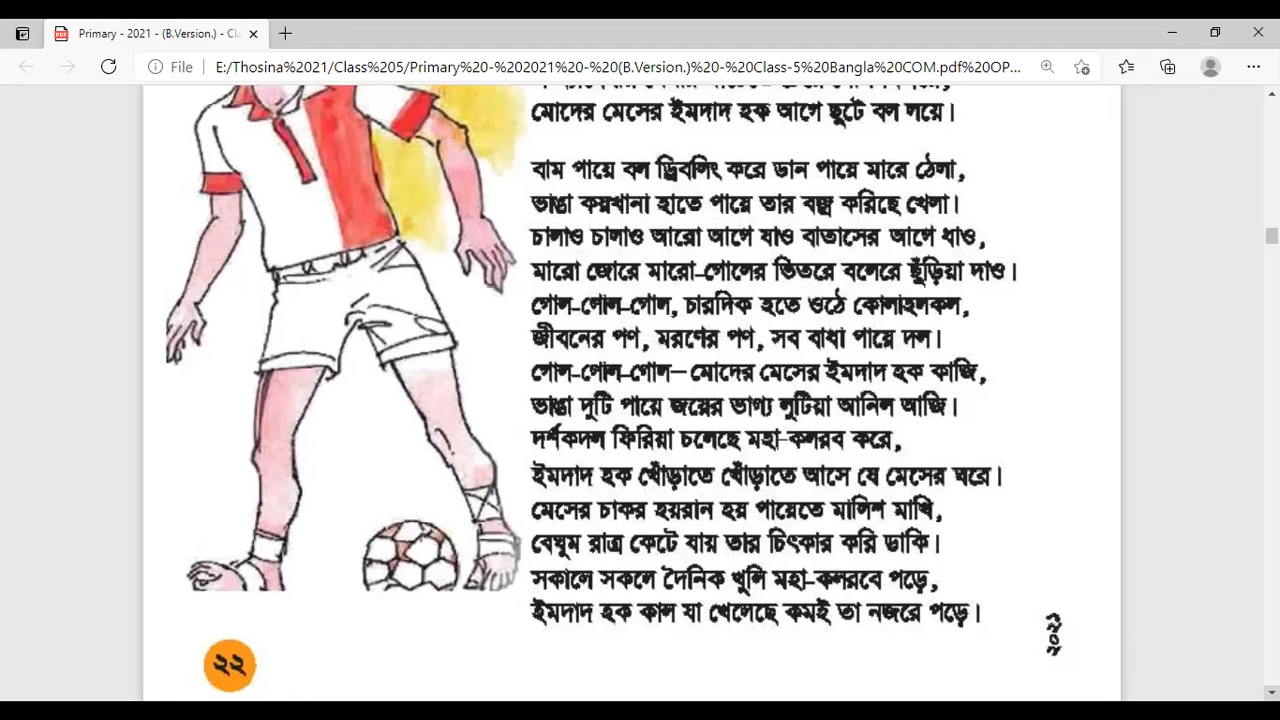 Primary - 2021 - (B.Version.) - Cla
File E:/Thosina%2021/Class%205/Primary%20-%202021%20-%20(B.Version.)%20-%20Class-5%20Bangla%20COM.pdf%20OP...
মোদের মেসের ইমদাদ হক আগে ছুটে বল লয়ে।
বাম পায়ে বল ড্রিবলিং করে ডান পায়ে মারে ঠেলা,
ভাঙা কয়খানা হাতে পায়ে তার বজ্র করিছে খেলা।
চালাও চালাও আরো আগে যাও বাতাসের আগে ধাও,
মারো জোরে মারো-গোলের ভিতরে বলেরে ছুঁড়িয়া দাও।
গোল-গোল-গোল, চারদিক হতে ওঠে কোলাহলকল,
জীবনের পণ, মরণের পণ, সব বাধা পায়ে দল।
গোল-গোল-গোল– মোদের মেসের ইমদাদ হক কাজি,
ভাঙা দুটি পায়ে জয়ের ভাগ্য লুটিয়া আনিল আজি।
দর্শকদল ফিরিয়া চলেছে মহা-কলরব করে,
ইমদাদ হক খোঁড়াতে খোঁড়াতে আসে যে মেসের ঘরে।
মেসের চাকর হয়রান হয় পায়েতে মালিশ মাখি,
বেঘুম রাত্র কেটে যায় তার চিৎকার করি ডাকি।
সকালে সকলে দৈনিক খুলি মহা-কলরবে পড়ে,
ইমদাদ হক কাল যা খেলেছে কমই তা নজরে পড়ে।
২০২১
২২